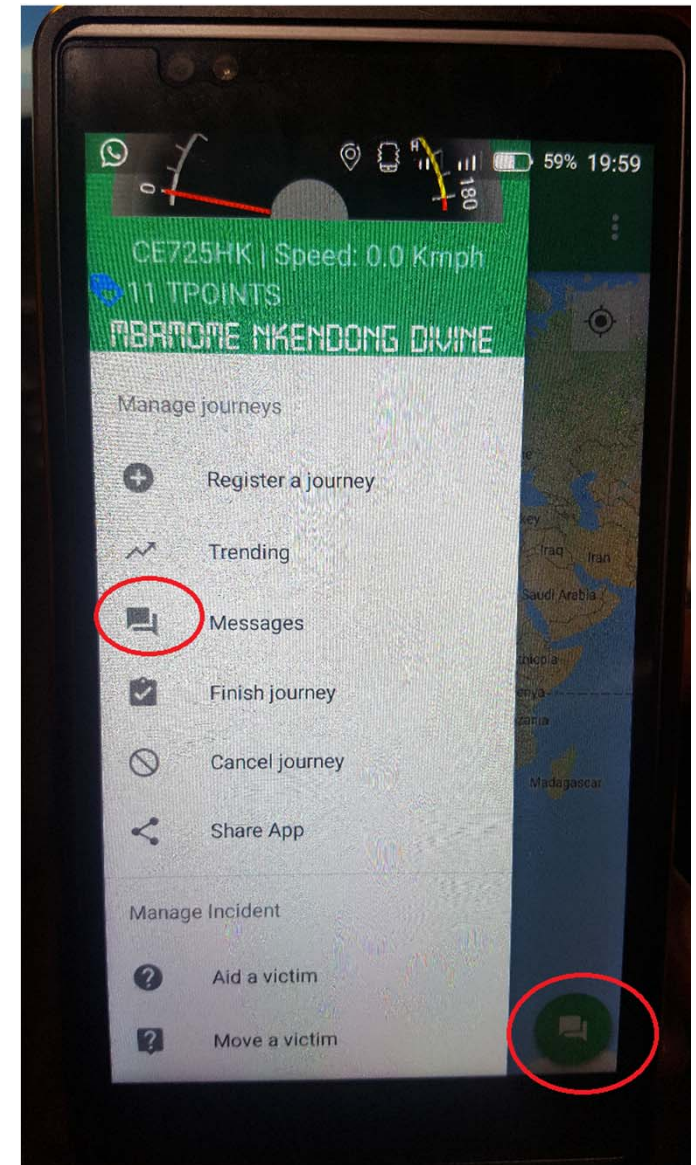 0
180
H
59% 19:59
CE725HK | Speed: 0.0 Kmph
11 TPOINTS
MBAMOME NKENDONG DIVINE
Manage journeys
Register a journey
Trending
Messages
Finish journey
Cancel journey
Share App
Manage Incident
Aid a victim
Move a victim
Iraq
Iran
Saudi Arabia
Madagascar